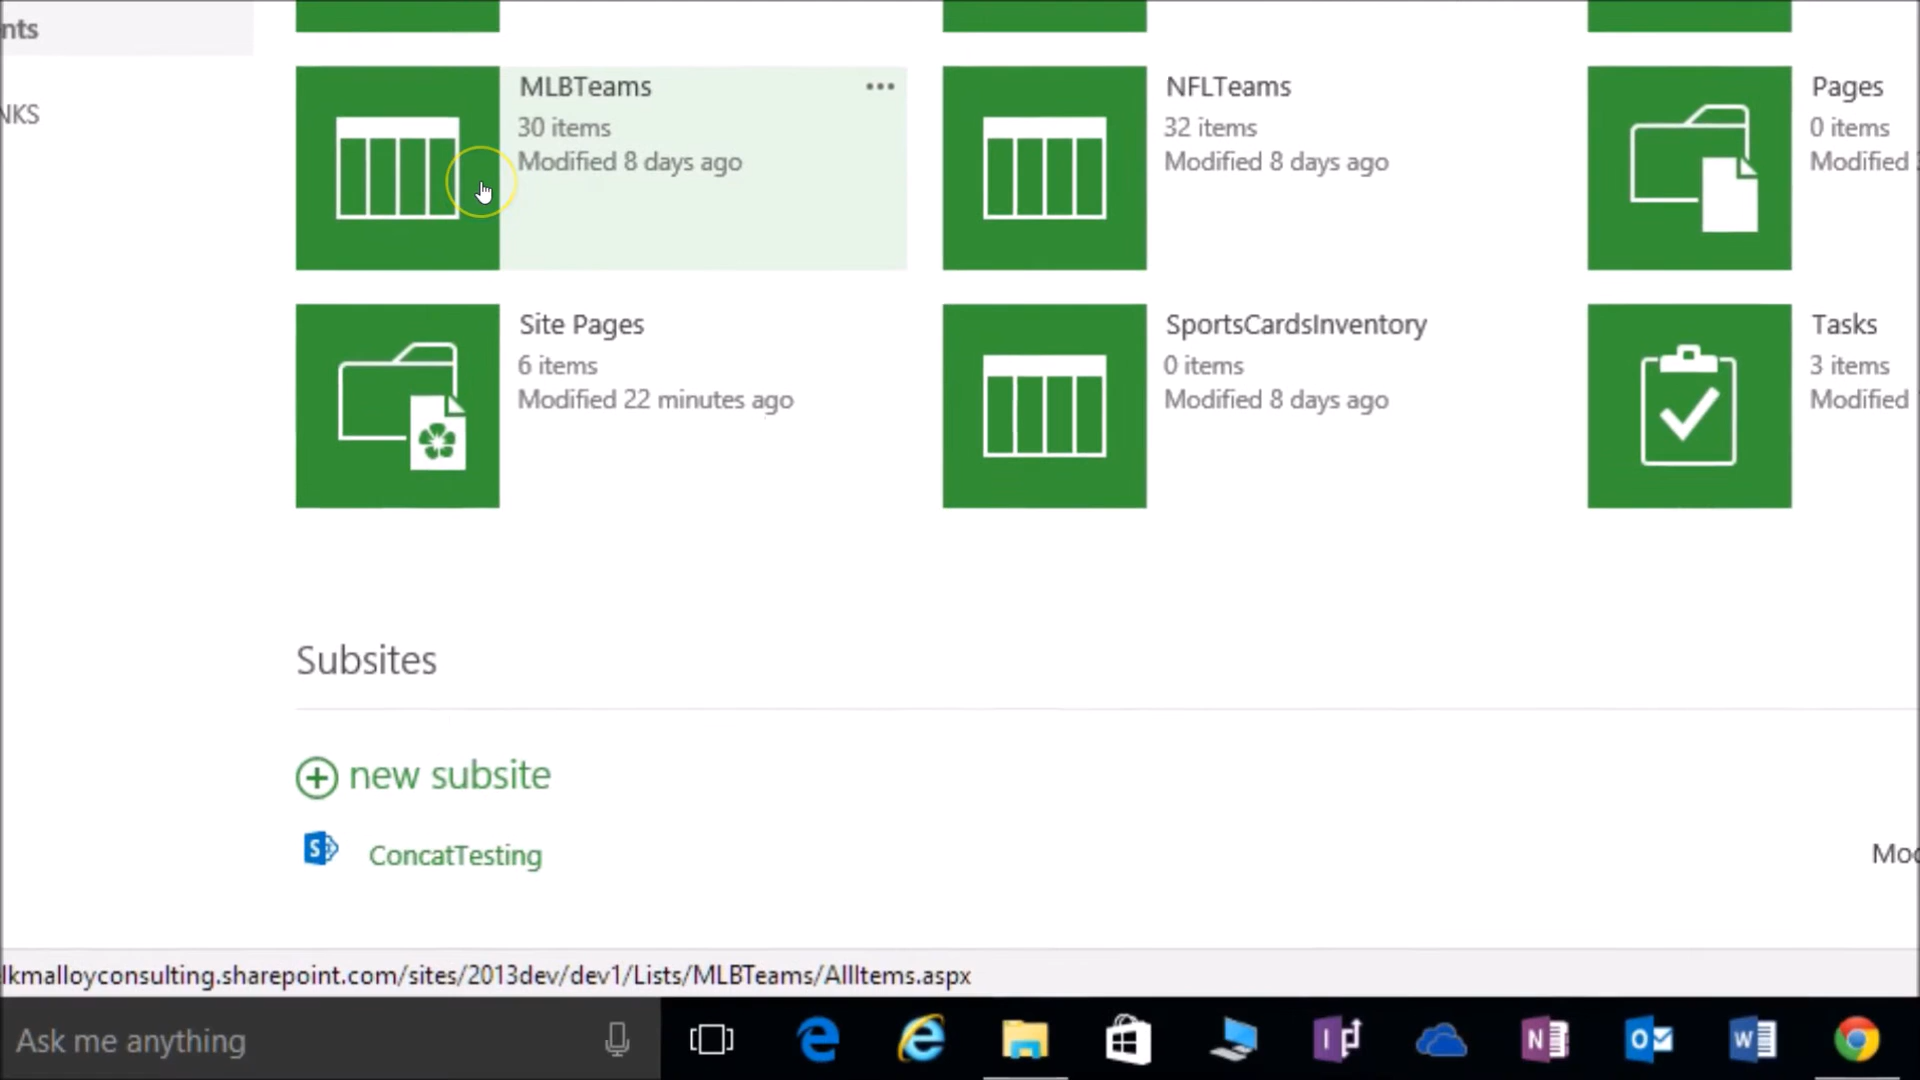 nts
NKS
MLBTeams
30 items
Modified 8 days ago
NFLTeams
32 items
Modified 8 days ago
Pages
0 items
Modified
Site Pages
6 items
Modified 22 minutes ago
SportsCardsInventory
0 items
Modified 8 days ago
Tasks
3 items
Modified
Subsites
new subsite
S
ConcatTesting
Moc
lkmalloyconsulting.sharepoint.com/sites/2013dev/dev1/Lists/MLBTeams/AllItems.aspx
Ask me anything